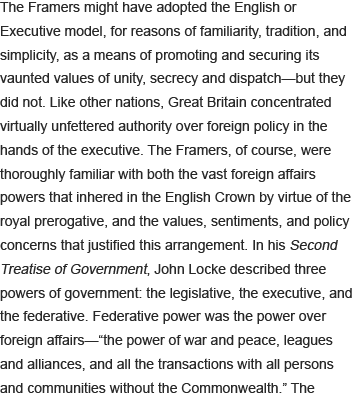 The Framers might have adopted the English or
Executive model, for reasons of familiarity, tradition, and
simplicity, as a means of promoting and securing its
vaunted values of unity, secrecy and dispatch—but they
did not. Like other nations, Great Britain concentrated
virtually unfettered authority over foreign policy in the
hands of the executive. The Framers, of course, were
thoroughly familiar with both the vast foreign affairs
powers that inhered in the English Crown by virtue of the
royal prerogative, and the values, sentiments, and policy
concerns that justified this arrangement. In his Second
Treatise of Government, John Locke described three
powers of government: the legislative, the executive, and
the federative. Federative power was the power over
foreign affairs—“the power of war and peace, leagues
and alliances, and all the transactions with all persons
and communities without the Commonwealth.” The